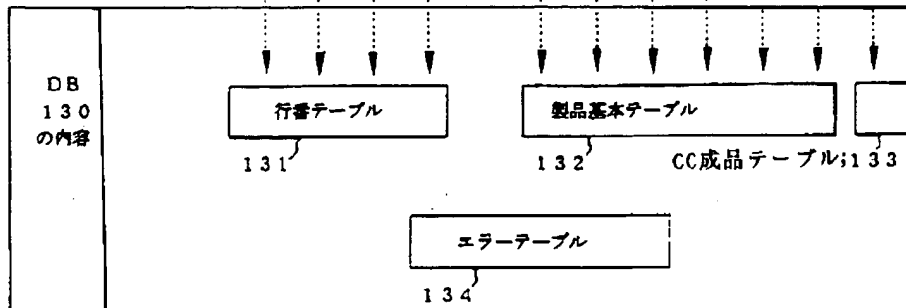 DB
130
の内容
行番テーブル
製品基本テーブル
131
132
CC成品テーブル;133
エラーテーブル
134